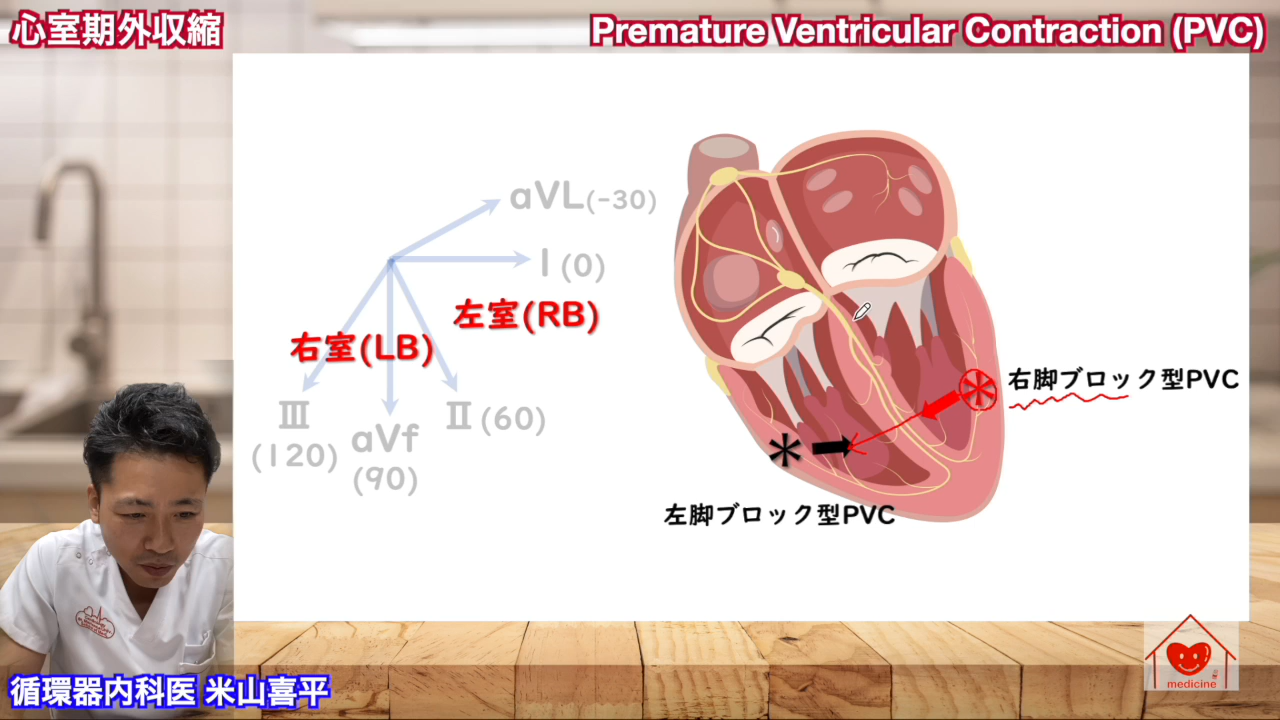 心室期外収縮
Premature Ventricular Contraction (PVC)
aVL(-30)
I (0)
左室(RB)
右室(LB)
III
(120)
aVf
(90)
II (60)
右脚ブロック型PVC
左脚ブロック型PVC
循環器内科医 米山喜平
medicine